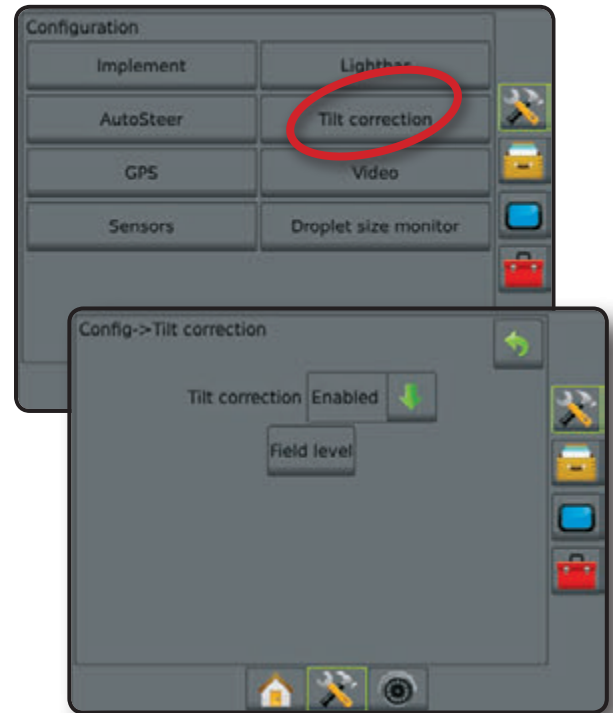 Configuration
Implement
Lightbar
AutoSteer
Tilt correction
GPS
Video
Sensors
Droplet size monitor
Config->Tilt correction
Tilt correction Enabled
Field level